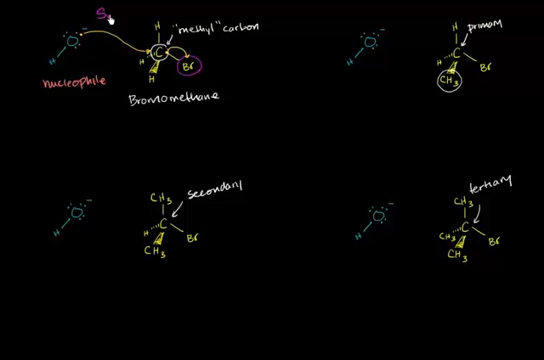 S
H
"methyl" carbon
H
primary
:O:
-
C
H
Br
H
H
nucleophile
Bromomethane
:O:
-
C
H
Br
H
CH3
CH3
secondary
:O:
-
C
H
Br
H
CH3
tertiary
CH3
:O:
-
C
CH3
Br
H
CH3